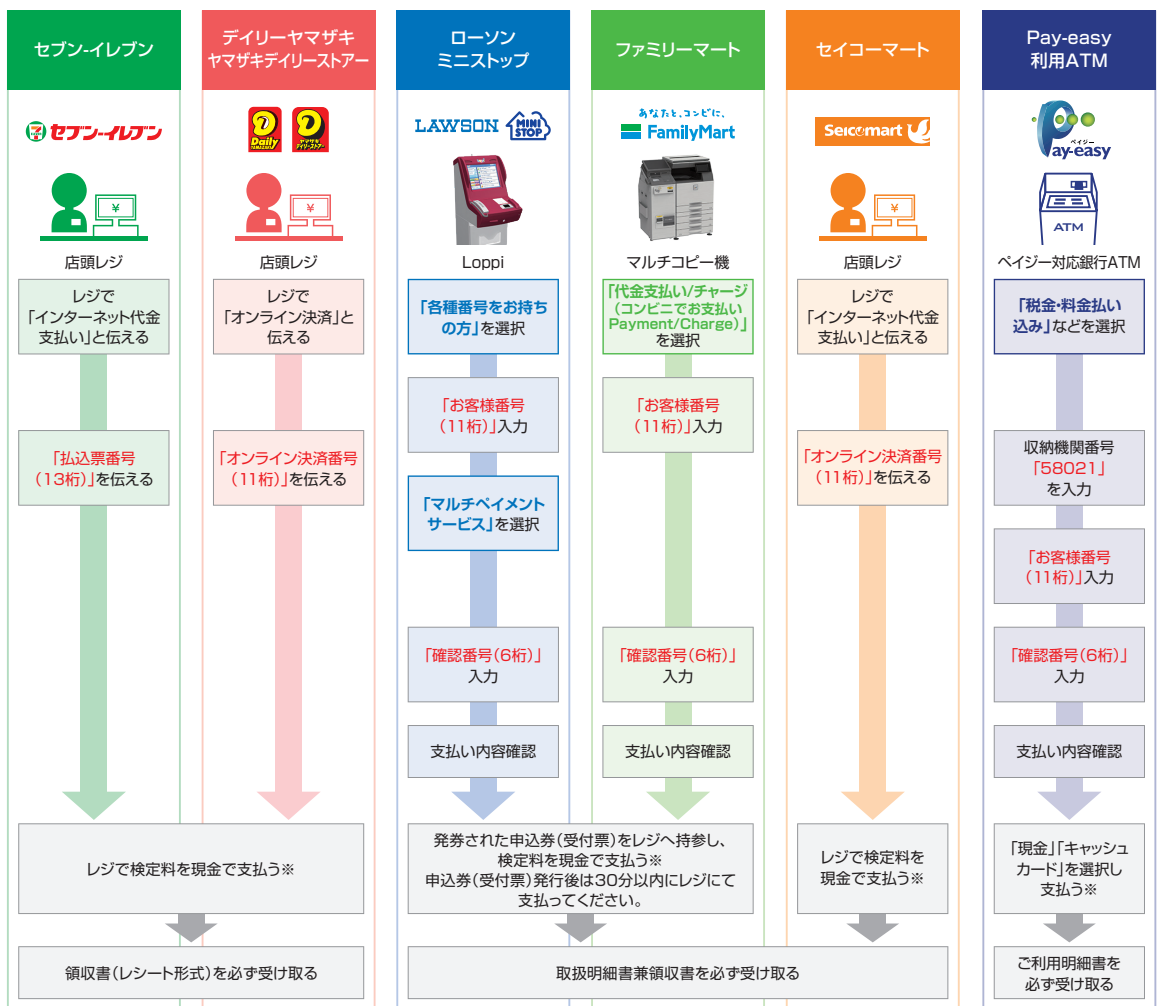 セブン-イレブン
デイリーヤマザキ
ヤマザキデイリーストアー
ローソン
ミニストップ
ファミリーマート
セイコーマート
Pay-easy
利用ATM
7
セブン-イレブン
Daily
YAMAZAKI
ヤマザキ
デイリーストアー
LAWSON
MINI
STOP
あなたと、コンビに、
FamilyMart
Seicomart
ペイジー
Pay-easy
¥
¥
¥
ATM
店頭レジ
店頭レジ
Loppi
マルチコピー機
店頭レジ
ペイジー対応銀行ATM
レジで
「インターネット代金
支払い」と伝える
レジで
「オンライン決済」と
伝える
「各種番号をお持ち
の方」を選択
「代金支払い/チャージ
(コンビニでお支払い
Payment/Charge)」
を選択
レジで
「インターネット代金
支払い」と伝える
「税金・料金払い
込み」などを選択
「お客様番号
(11桁)」入力
「お客様番号
(11桁)」入力
「払込票番号
(13桁)」を伝える
「オンライン決済番号
(11桁)」を伝える
「マルチペイメント
サービス」を選択
「オンライン決済番号
(11桁)」を伝える
収納機関番号
「58021」
を入力
「お客様番号
(11桁)」入力
「確認番号(6桁)」
入力
「確認番号(6桁)」
入力
「確認番号(6桁)」
入力
支払い内容確認
支払い内容確認
支払い内容確認
レジで検定料を現金で支払う※
発券された申込券(受付票)をレジへ持参し、
検定料を現金で支払う※
申込券(受付票)発行後は30分以内にレジにて
支払ってください。
レジで検定料を
現金で支払う※
「現金」「キャッシュ
カード」を選択し
支払う※
領収書(レシート形式)を必ず受け取る
取扱明細書兼領収書を必ず受け取る
ご利用明細書を
必ず受け取る